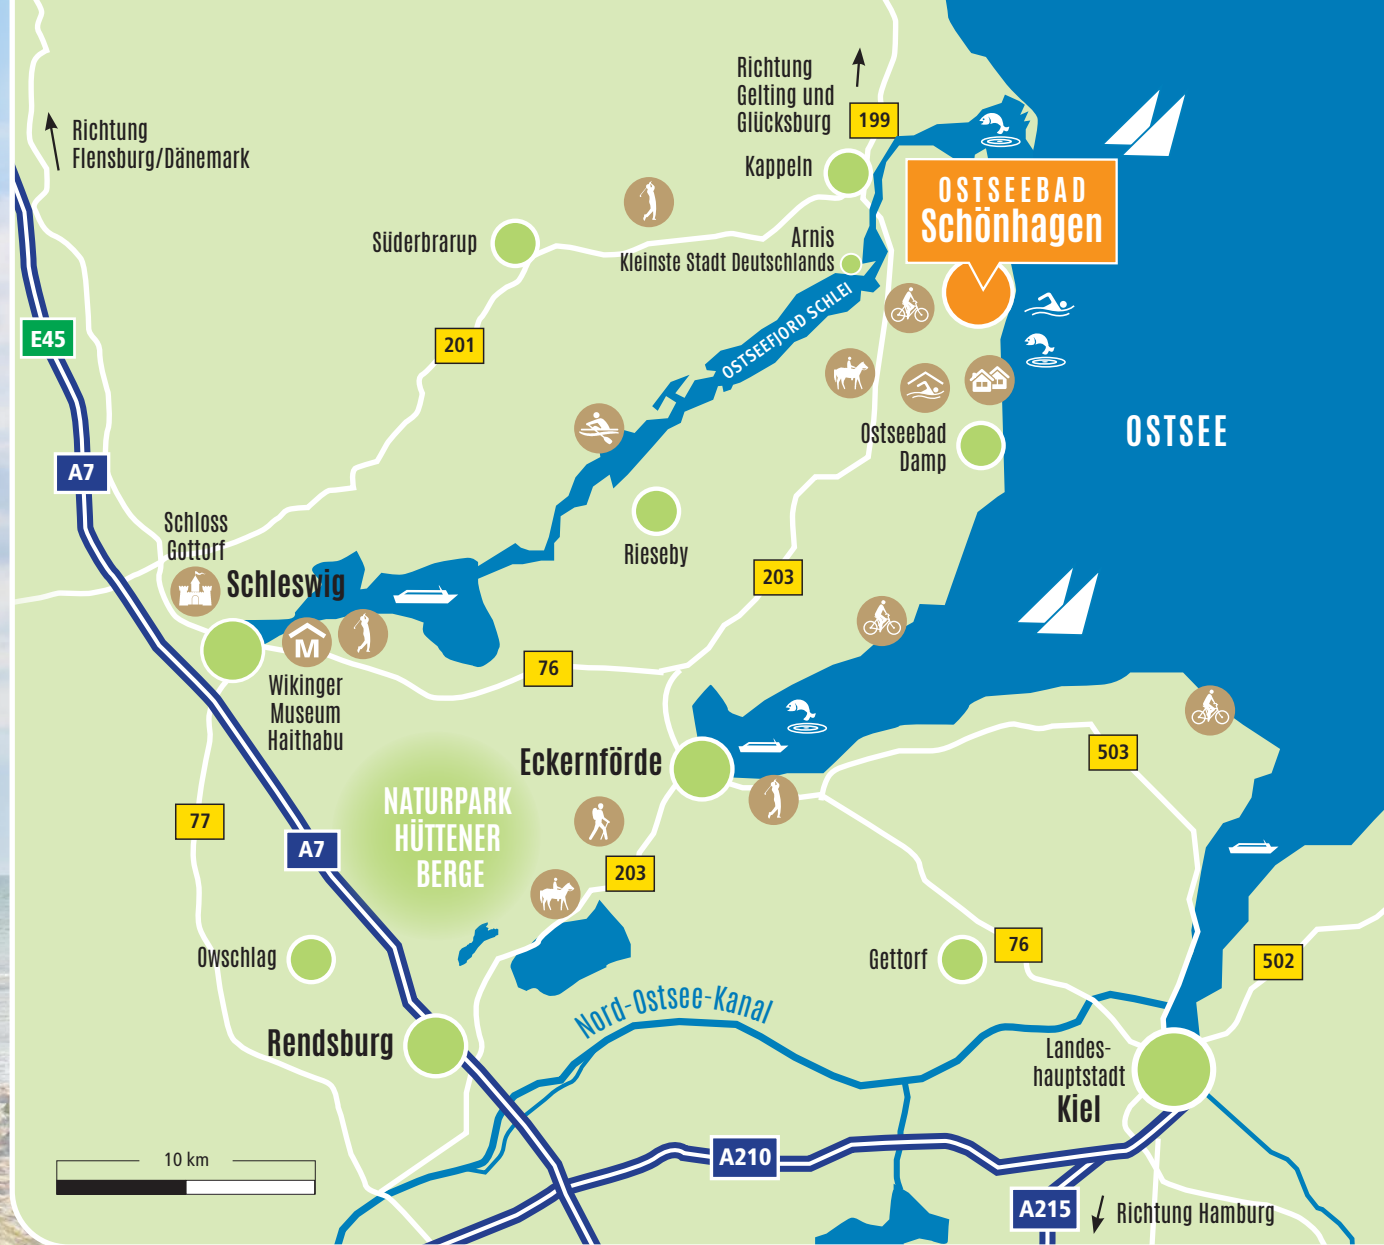 Richtung
Gelting und
Glücksburg
199
Richtung
Flensburg/Dänemark
Kappeln
OSTSEEBAD
Schönhagen
Süderbrarup
Arnis
Kleinste Stadt Deutschlands
OSTSEEFJORD SCHLEI
E45
201
OSTSEE
Ostseebad
Damp
A7
Schloss
Gottorf
Rieseby
Schleswig
203
M
76
Wikinger
Museum
Haithabu
Eckernförde
503
NATURPARK
HÜTTENER
BERGE
77
A7
203
Owschlag
Gettorf
76
502
Nord-Ostsee-Kanal
Rendsburg
Landes-
hauptstadt
Kiel
10 km
A210
A215
Richtung Hamburg